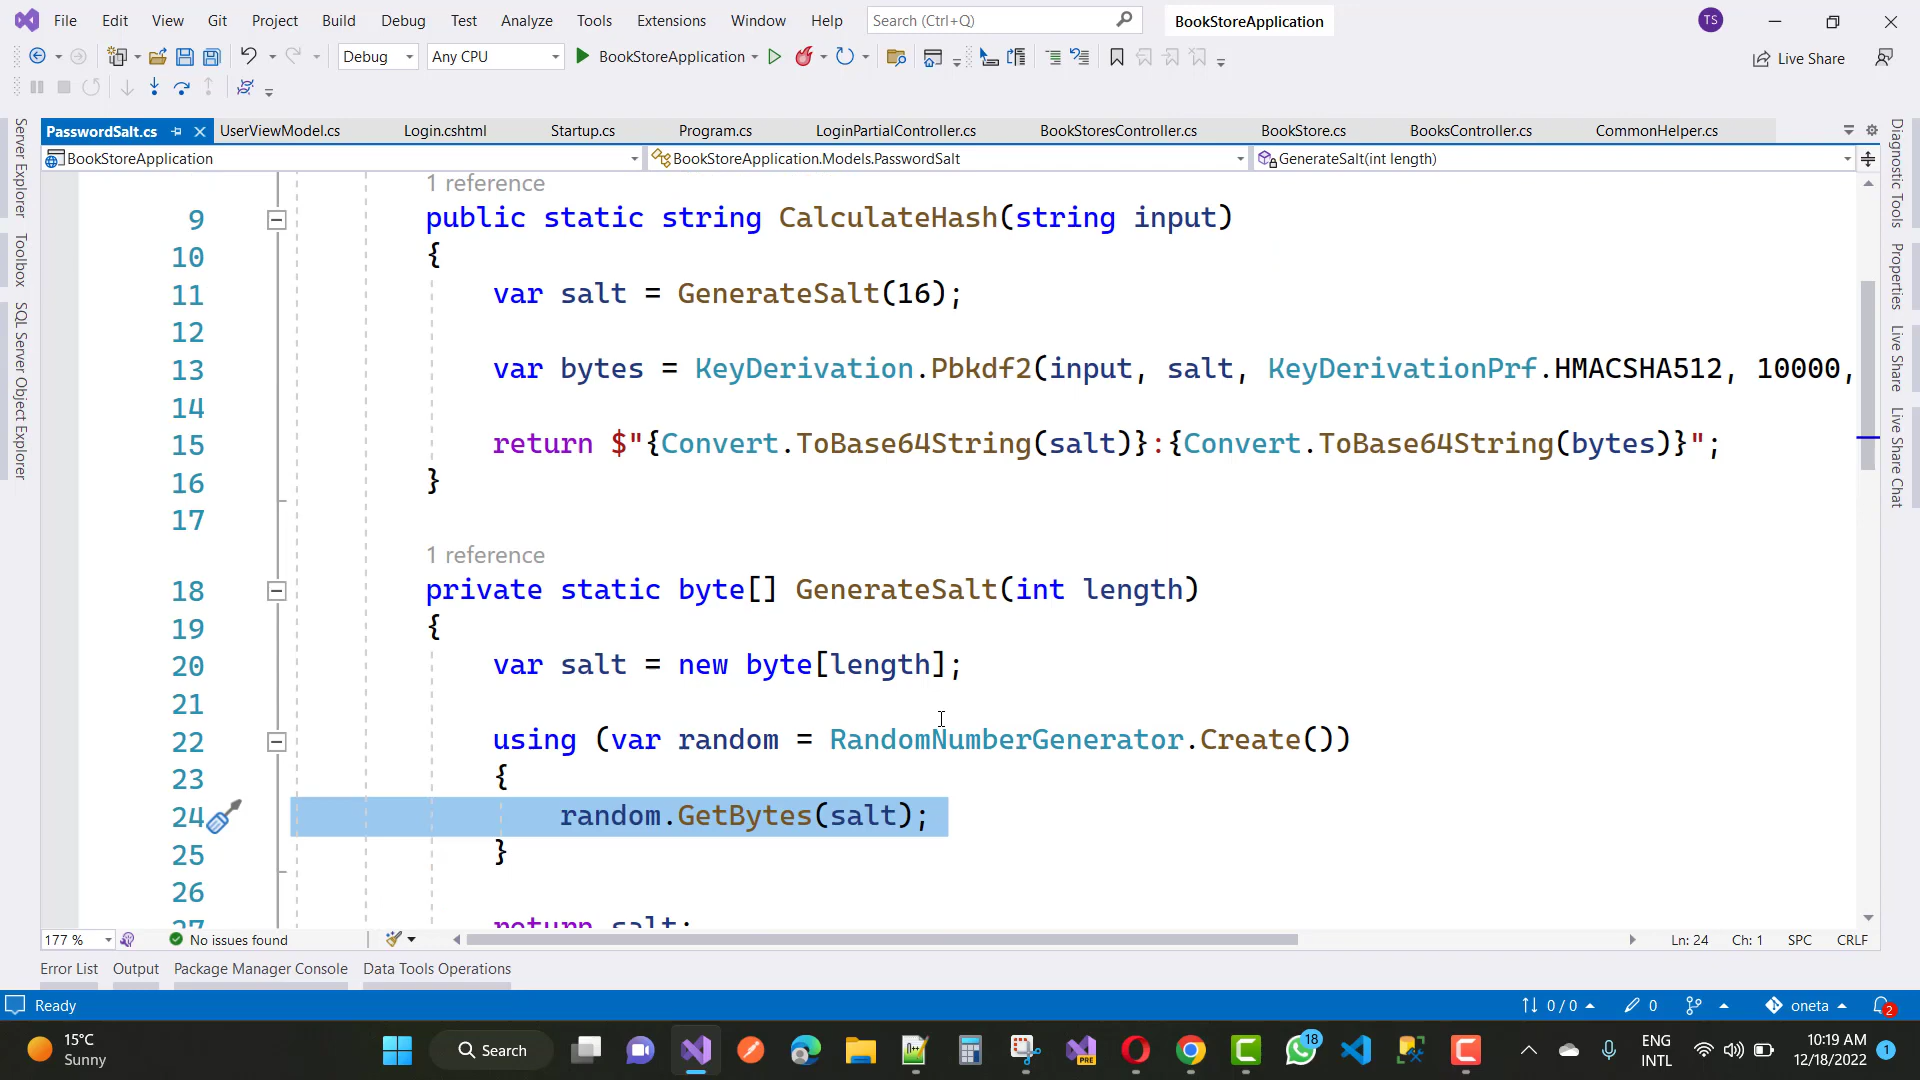 File Edit View Git Project Build Debug Test Analyze Tools Extensions Window Help Search (Ctrl+Q) BookStoreApplication TS
Debug Any CPU BookStoreApplication Live Share
PasswordSalt.cs UserViewModel.cs Login.cshtml Startup.cs Program.cs LoginPartialController.cs BookStoresController.cs BookStore.cs BooksController.cs CommonHelper.cs
BookStoreApplication BookStoreApplication.Models.PasswordSalt GenerateSalt(int length)
Server Explorer
Toolbox
SQL Server Object Explorer
1 reference
9 public static string CalculateHash(string input)
10 {
11 var salt = GenerateSalt(16);
12
13 var bytes = KeyDerivation.Pbkdf2(input, salt, KeyDerivationPrf.HMACSHA512, 10000,
14
15 return $"{Convert.ToBase64String(salt)}:{Convert.ToBase64String(bytes)}";
16 }
17
1 reference
18 private static byte[] GenerateSalt(int length)
19 {
20 var salt = new byte[length];
21
22 using (var random = RandomNumberGenerator.Create())
23 {
24 random.GetBytes(salt);
25 }
26
27 return salt;
Diagnostic Tools
Properties
Live Share
Live Share Chat
177 % No issues found Ln: 24 Ch: 1 SPC CRLF
Error List Output Package Manager Console Data Tools Operations
Ready 0 / 0 0 oneta 2
15°C
Sunny
Search
PRE
18
ENG
INTL
10:19 AM
12/18/2022
1